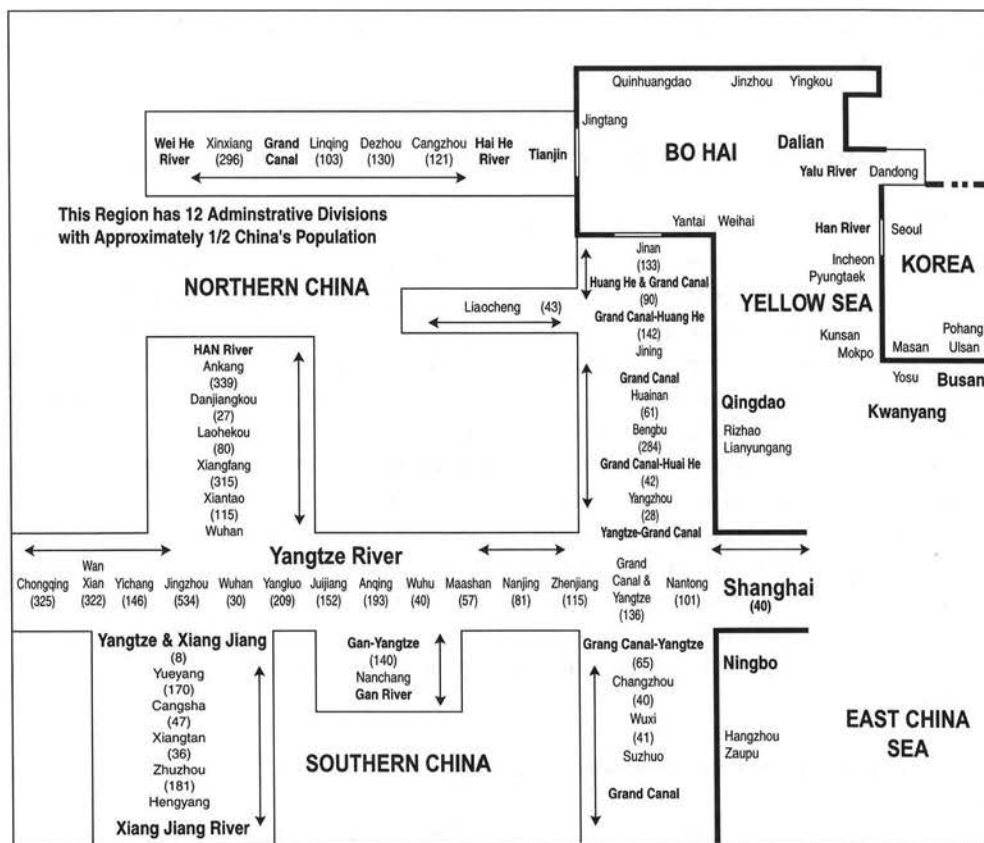 Quinhuangdao Jinzhou Yingkou
Jingtang
BO HAI
Dalian
Yalu River Dandong
Wei He River
Xinxiang (296)
Grand Canal
Linqing (103)
Dezhou (130)
Cangzhou (121)
Hai He River
Tianjin
This Region has 12 Adminstrative Divisions
with Approximately 1/2 China's Population
NORTHERN CHINA
Yantai Weihai
Han River Seoul
Incheon
Pyungtaek
KOREA
YELLOW SEA
Kunsan
Mokpo
Masan
Pohang
Ulsan
Yosu
Busan
Kwanyang
Jinan
(133)
Huang He & Grand Canal
(90)
Liaocheng (43)
Grand Canal-Huang He
(142)
Jining
Grand Canal
Huainan
(61)
Bengbu
(284)
Grand Canal-Huai He
(42)
Yangzhou
(28)
Yangtze-Grand Canal
Qingdao
Rizhao
Lianyungang
HAN River
Ankang
(339)
Danjiangkou
(27)
Laohekou
(80)
Xiangfang
(315)
Xiantao
(115)
Wuhan
Yangtze River
Chongqing (325)
Wan Xian (322)
Yichang (146)
Jingzhou (534)
Wuhan (30)
Yangluo (209)
Juijiang (152)
Anqing (193)
Wuhu (40)
Maashan (57)
Nanjing (81)
Zhenjiang (115)
Grand Canal & Yangtze (136)
Nantong (101)
Shanghai
(40)
Yangtze & Xiang Jiang
(8)
Yueyang
(170)
Cangsha
(47)
Xiangtan
(36)
Zhuzhou
(181)
Hengyang
Xiang Jiang River
Gan-Yangtze
(140)
Nanchang
Gan River
SOUTHERN CHINA
Grang Canal-Yangtze
(65)
Changzhou
(40)
Wuxi
(41)
Suzhuo
Grand Canal
Ningbo
Hangzhou
Zaupu
EAST CHINA
SEA